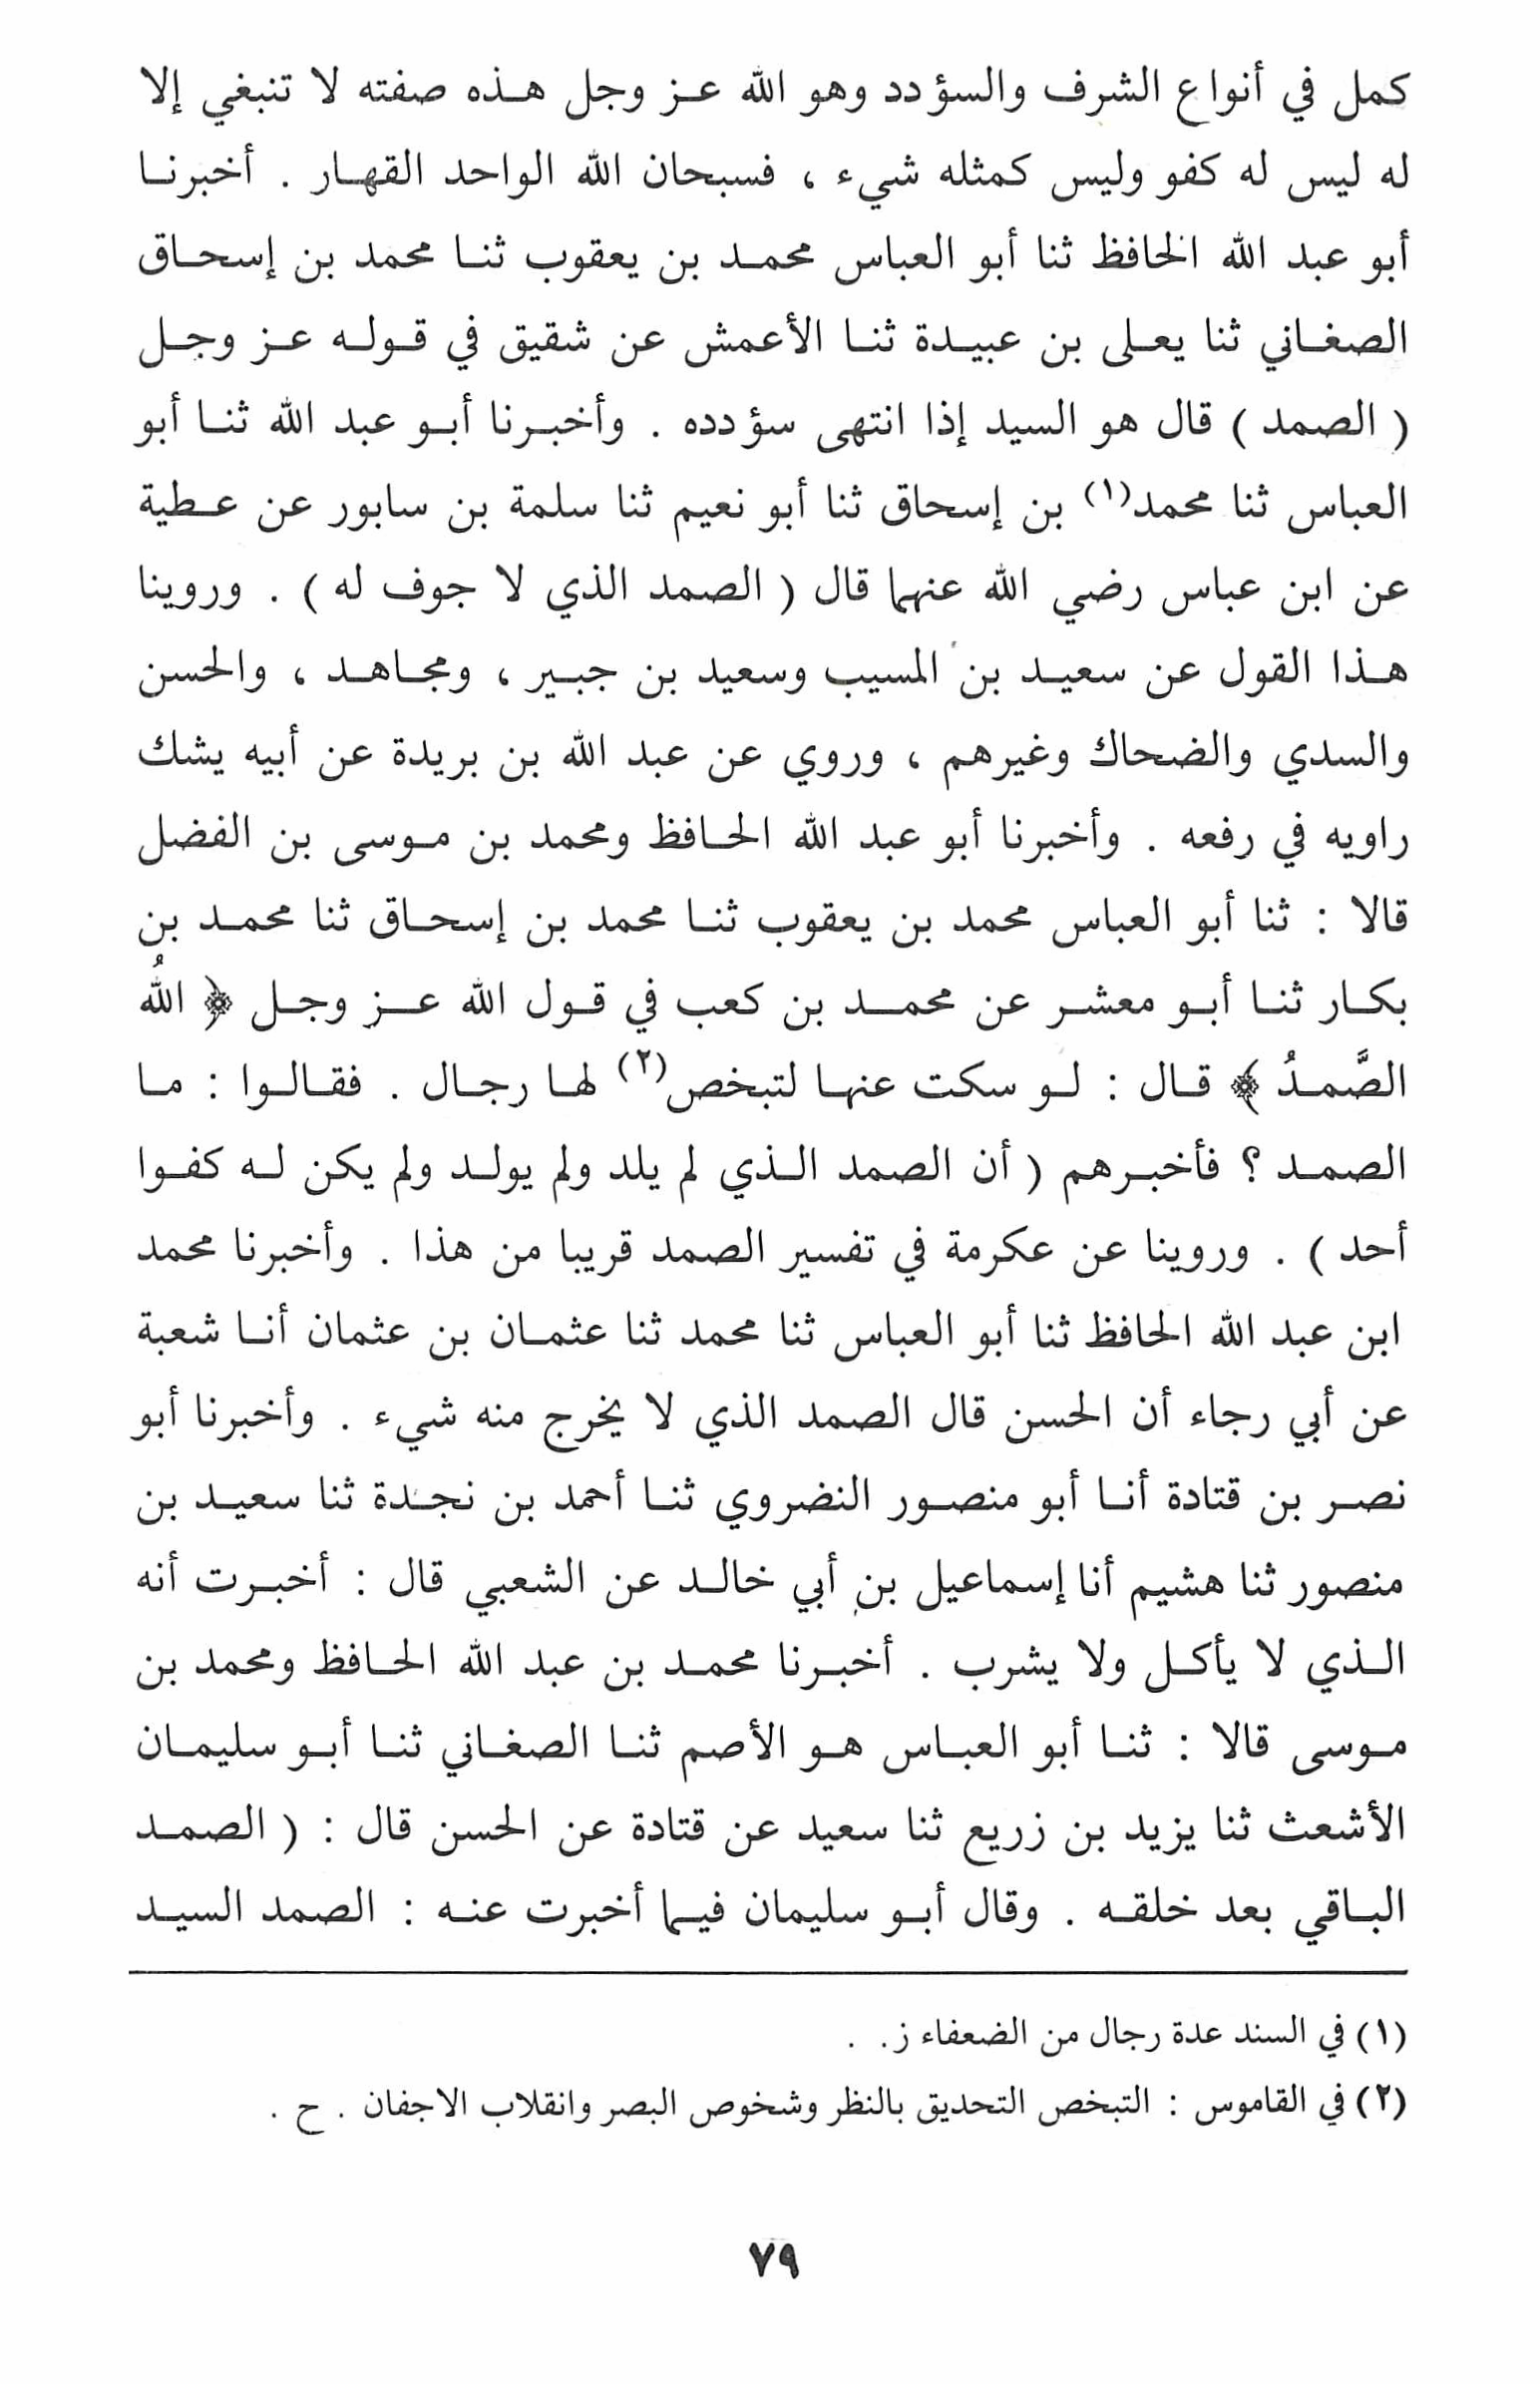 كمل في أنواع الشرف والسؤدد وهو الله عز وجل هذه صفته لا تنبغي إلا
له ليس له كفو وليس كمثله شيء ، فسبحان الله الواحد القهار . أخبرنا
أبو عبد الله الحافظ ثنا أبو العباس محمد بن يعقوب ثنا محمد بن إسحاق
الصغاني ثنا يعلى بن عبيدة ثنا الأعمش عن شقيق في قوله عز وجل
( الصمد ) قال هو السيد إذا انتهى سؤدده . وأخبرنا أبو عبد الله ثنا أبو
العباس ثنا محمد(١) بن إسحاق ثنا أبو نعيم ثنا سلمة بن سابور عن عطية
عن ابن عباس رضي الله عنهما قال ( الصمد الذي لا جوف له ) . وروينا
هذا القول عن سعيد بن المسيب وسعيد بن جبير ، ومجاهد ، والحسن
والسدي والضحاك وغيرهم ، وروي عن عبد الله بن بريدة عن أبيه يشك
راويه في رفعه . وأخبرنا أبو عبد الله الحافظ ومحمد بن موسى بن الفضل
قالا : ثنا أبو العباس محمد بن يعقوب ثنا محمد بن إسحاق ثنا محمد بن
بكار ثنا أبو معشر عن محمد بن كعب في قول الله عز وجل ﴿ اللهُ
الصَّمدُ ﴾ قال : لو سكت عنها لتبخص(٢) لها رجال . فقالوا : ما
الصمد ؟ فأخبرهم ( أن الصمد الذي لم يلد ولم يولد ولم يكن له كفوا
أحد ) . وروينا عن عكرمة في تفسير الصمد قريبا من هذا . وأخبرنا محمد
ابن عبد الله الحافظ ثنا أبو العباس ثنا محمد ثنا عثمان بن عثمان أنا شعبة
عن أبي رجاء أن الحسن قال الصمد الذي لا يخرج منه شيء . وأخبرنا أبو
نصر بن قتادة أنا أبو منصور النضروي ثنا أحمد بن نجدة ثنا سعيد بن
منصور ثنا هشيم أنا إسماعيل بن أبي خالد عن الشعبي قال : أخبرت أنه
الذي لا يأكل ولا يشرب . أخبرنا محمد بن عبد الله الحافظ ومحمد بن
موسى قالا : ثنا أبو العباس هو الأصم ثنا الصغاني ثنا أبو سليمان
الأشعث ثنا يزيد بن زريع ثنا سعيد عن قتادة عن الحسن قال : ( الصمد
الباقي بعد خلقه . وقال أبو سليمان فيما أخبرت عنه : الصمد السيد
(١) في السند عدة رجال من الضعفاء ز. .
(٢) في القاموس : التبخص التحديق بالنظر وشخوص البصر وانقلاب الاجفان . ح .
٧٩